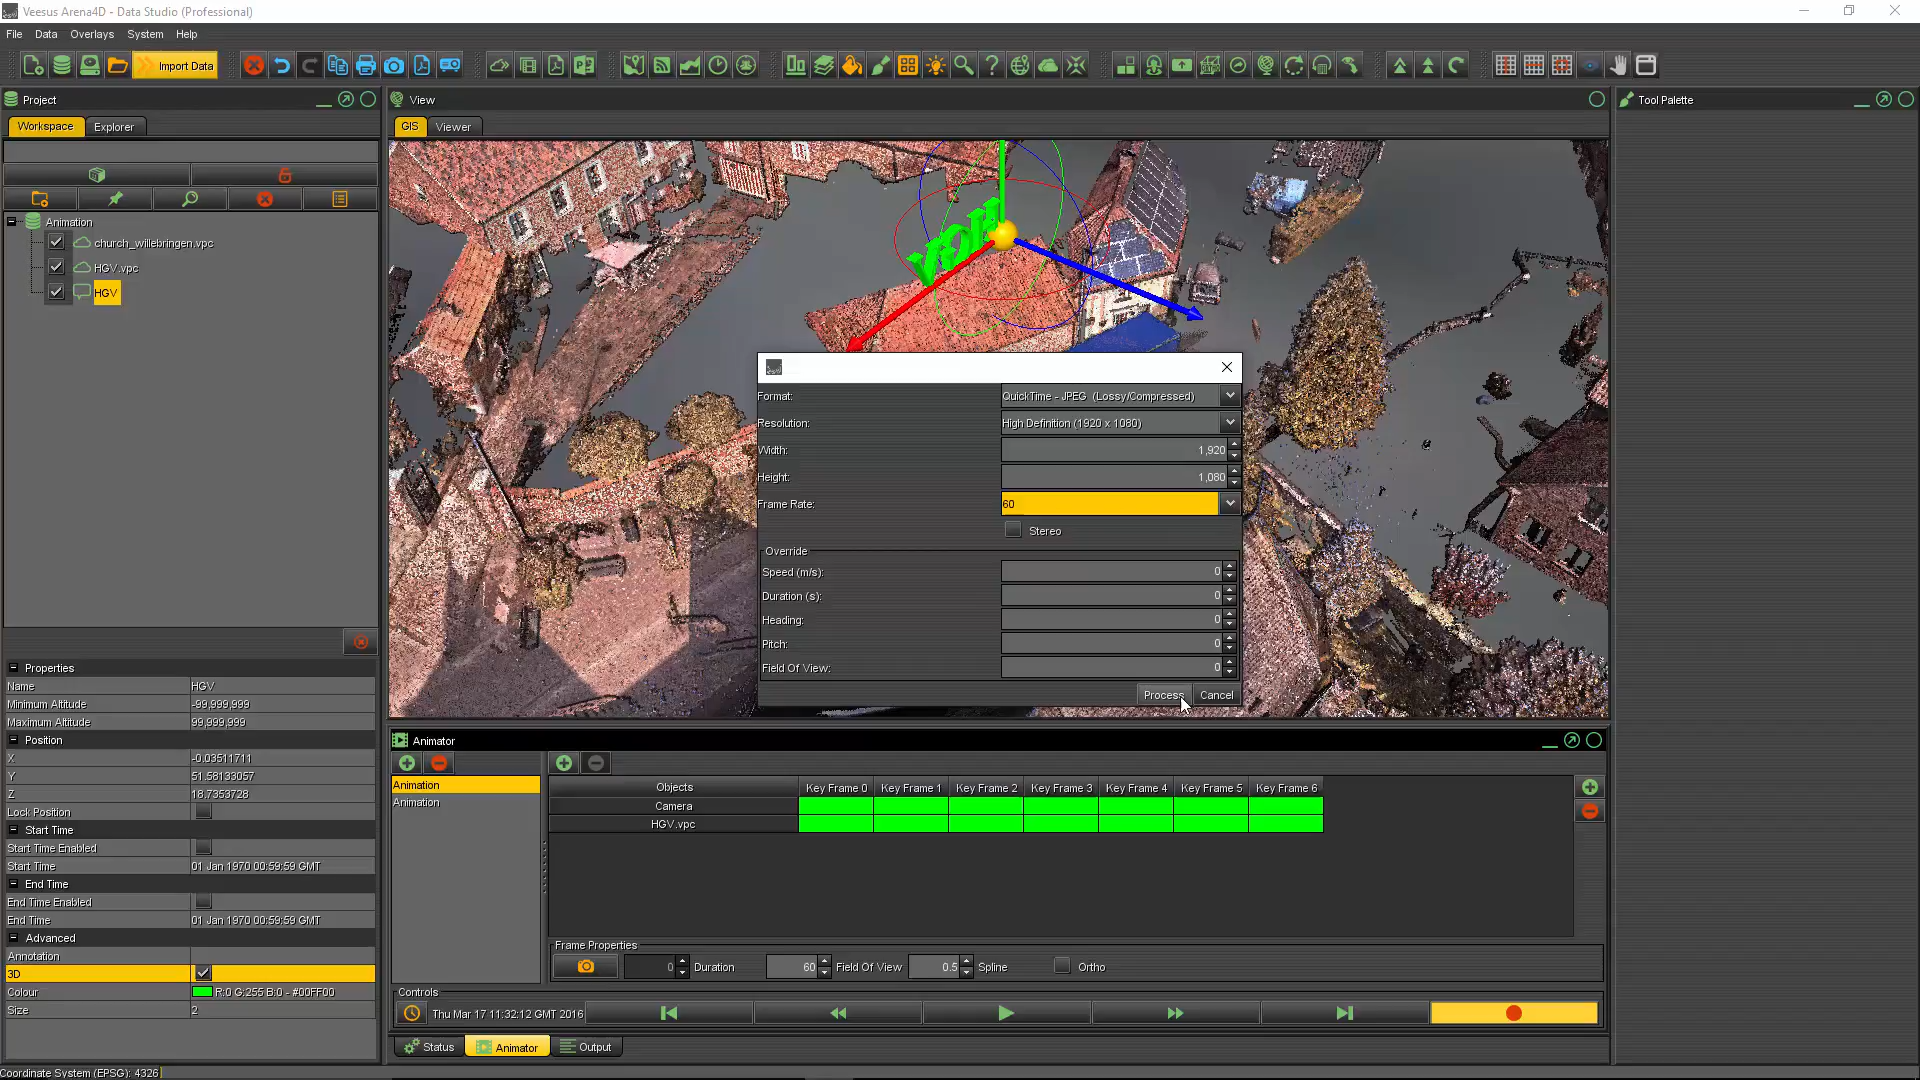 Veesus Arena4D - Data Studio (Professional)
File Data Overlays System Help
Import Data
Project
View
Tool Palette
Workspace Explorer
GIS Viewer
Animation
church_willebringen.vpc
HGV.vpc
HGV
HGV
Format: QuickTime - JPEG (Lossy/Compressed)
Resolution: High Definition (1920 x 1080)
Width: 1,920
Height: 1,080
Frame Rate: 60
Stereo
Override
Speed (m/s): 0
Duration (s): 0
Heading: 0
Pitch: 0
Field Of View: 0
Process Cancel
Properties
Name HGV
Minimum Altitude -99,999,999
Maximum Altitude 99,999,999
Position
X -0.03511711
Y 51.58133057
Z 18.7353728
Lock Position
Start Time
Start Time Enabled
Start Time 01 Jan 1970 00:59:59 GMT
End Time
End Time Enabled
End Time 01 Jan 1970 00:59:59 GMT
Advanced
Annotation
3D
Colour R:0 G:255 B:0 - #00FF00
Size 2
Animator
Animation
Animation
Objects Key Frame 0 Key Frame 1 Key Frame 2 Key Frame 3 Key Frame 4 Key Frame 5 Key Frame 6
Camera
HGV.vpc
Frame Properties
0 Duration 60 Field Of View 0.5 Spline Ortho
Controls
Thu Mar 17 11:32:12 GMT 2016
Status Animator Output
Coordinate System (EPSG): 4326